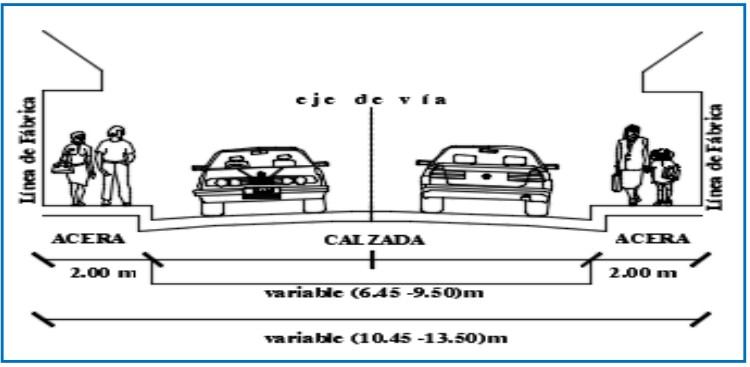 eje de vía
Línea de Fábrica
Línea de Fábrica
ACERA
CALZADA
ACERA
2.00 m
2.00 m
variable (6.45 -9.50)m
variable (10.45 -13.50)m